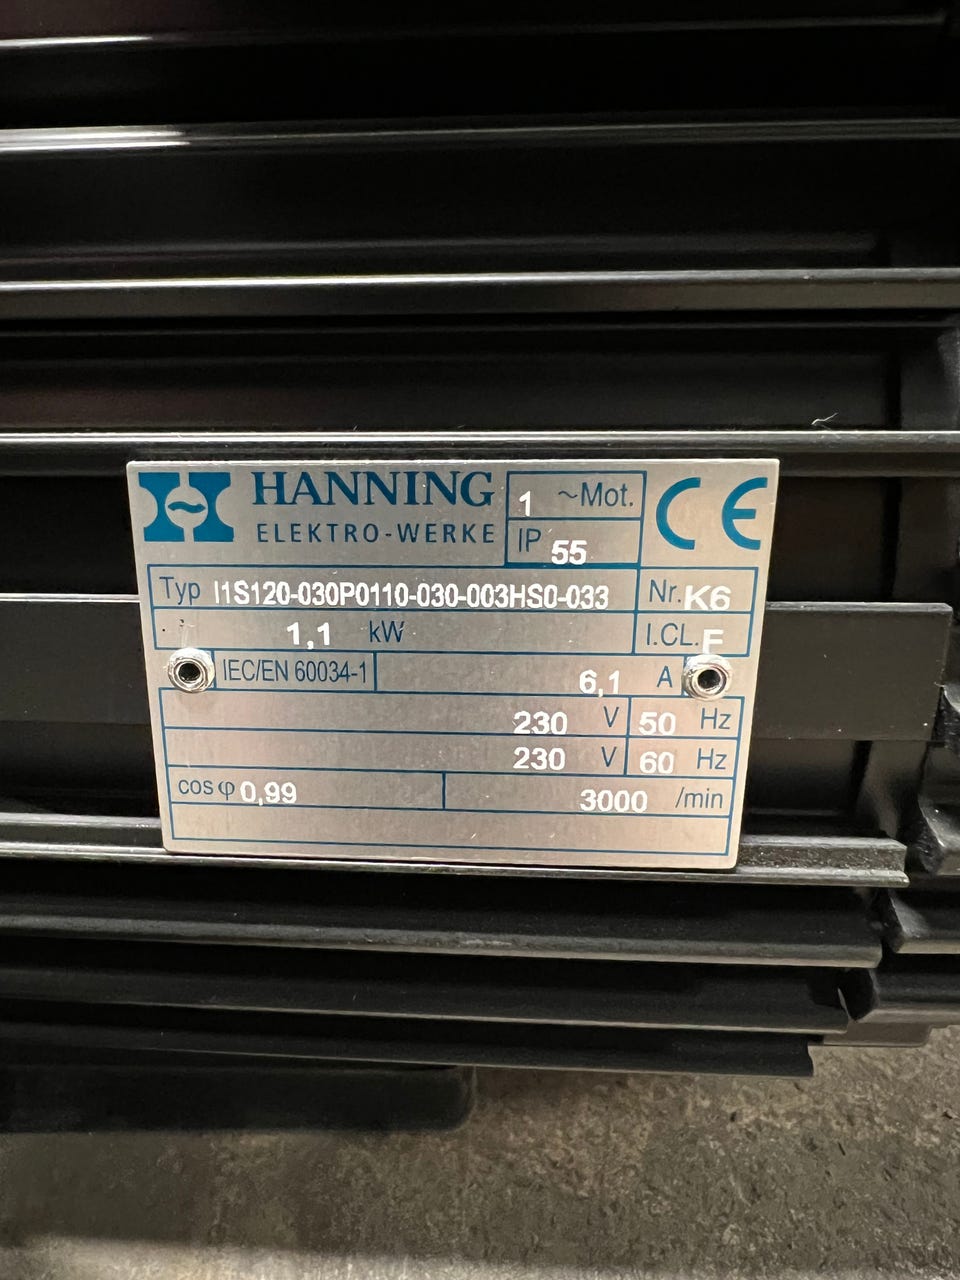 HANNING
ELEKTRO-WERKE
1 ~Mot.
IP 55
CE
Typ I1S120-030P0110-030-003HS0-033
Nr. K6
1,1 kW
I.CL. F
IEC/EN 60034-1
6,1 A
230 V 50 Hz
230 V 60 Hz
cosφ 0,99
3000 /min